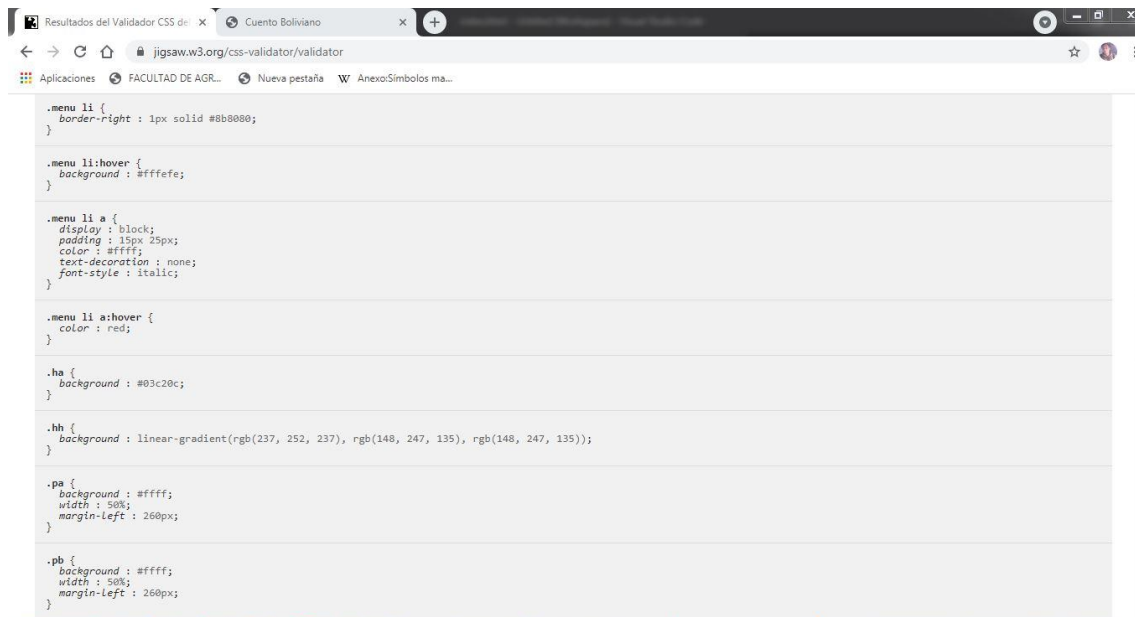 Resultados del Validador CSS de
Cuento Boliviano
jigsaw.w3.org/css-validator/validator
Aplicaciones FACULTAD DE AGR... Nueva pestaña W Anexo:Símbolos ma...
.menu li {
border-right : 1px solid #8b8080;
}
.menu li:hover {
background : #fffefe;
}
.menu li a {
display : block;
padding : 15px 25px;
color : #ffff;
text-decoration : none;
font-style : italic;
}
.menu li a:hover {
color : red;
}
.ha {
background : #03c20c;
}
.hh {
background : linear-gradient(rgb(237, 252, 237), rgb(148, 247, 135), rgb(148, 247, 135));
}
.pa {
background : #ffff;
width : 50%;
margin-left : 260px;
}
.pb {
background : #ffff;
width : 50%;
margin-left : 260px;
}